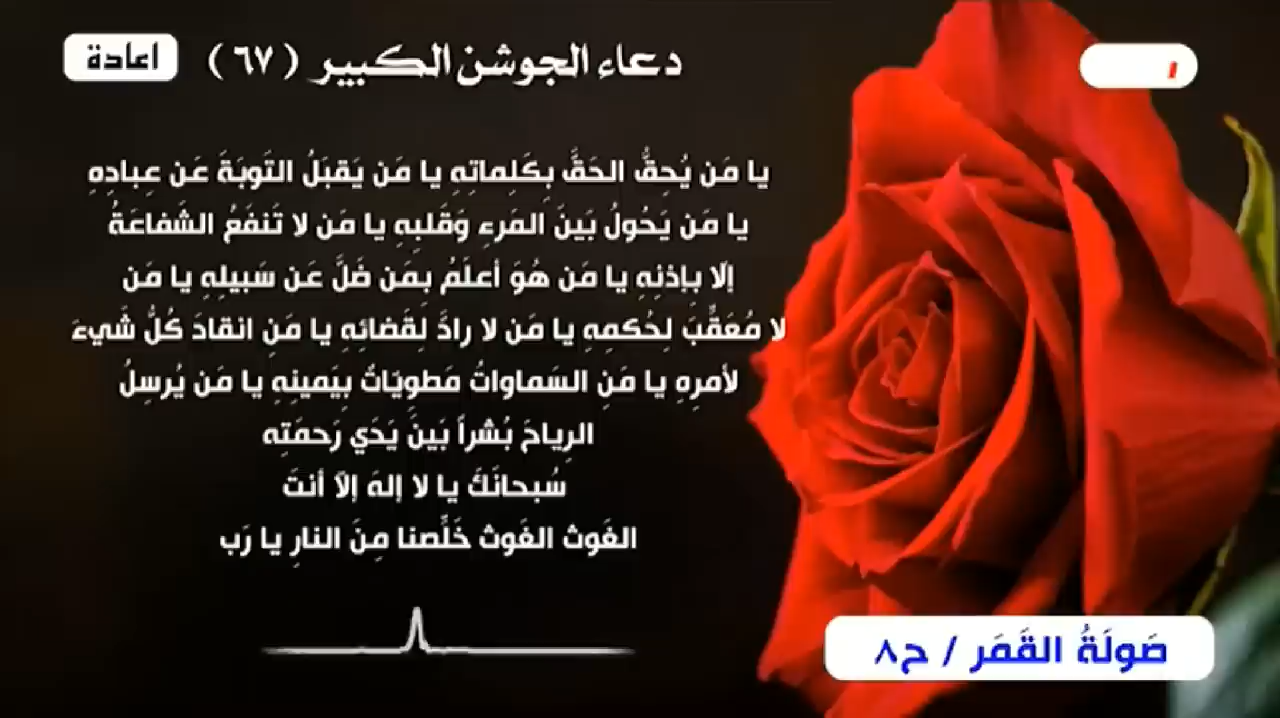 دعاء الجوشن الكبير (٦٧)
اعادة
يا مَن يُحِقُّ الحَقَّ بِكَلِماتِهِ يا مَن يَقبَلُ التَوبَةَ عَن عِبادِهِ
يا مَن يَحُولُ بَينَ المَرءِ وَقَلبِهِ يا مَن لا تَنفَعُ الشَفاعَةُ
إلّا بِإذنِهِ يا مَن هُوَ أعلَمُ بِمَن ضَلَّ عَن سَبيلِهِ يا مَن
لا مُعَقِّبَ لِحُكمِهِ يا مَن لا رادَّ لِقَضائِهِ يا مَنِ انقادَ كُلُّ شَيءَ
لأمرِهِ يا مَنِ السَماواتُ مَطوِيّاتٌ بِيَمينِهِ يا مَن يُرسِلُ
الرِياحَ بُشراً بَينَّ يَدَي رَحمَتِه
سُبحانَكَ يا لا إلهَ إلاّ أنتَ
الغَوث الغَوث خَلِّصنا مِنَ النارِ يا رَب
صَولَةُ القَمَر / ح٨